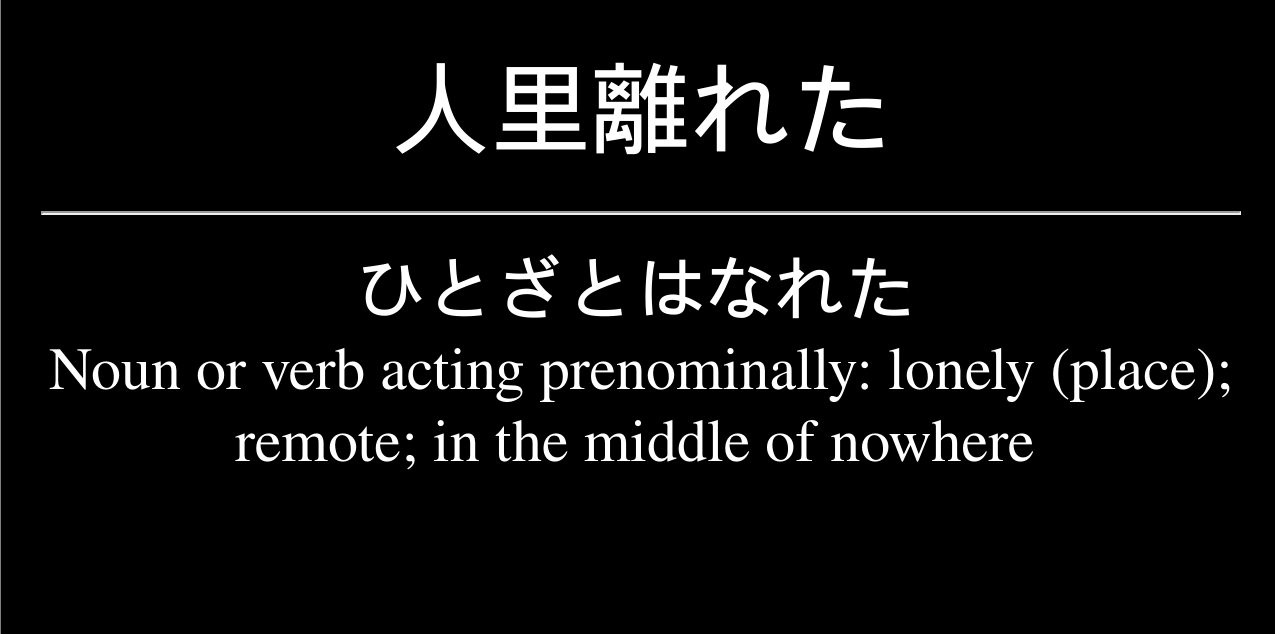 人里離れた
ひとざとはなれた
Noun or verb acting prenominally: lonely (place);
remote; in the middle of nowhere